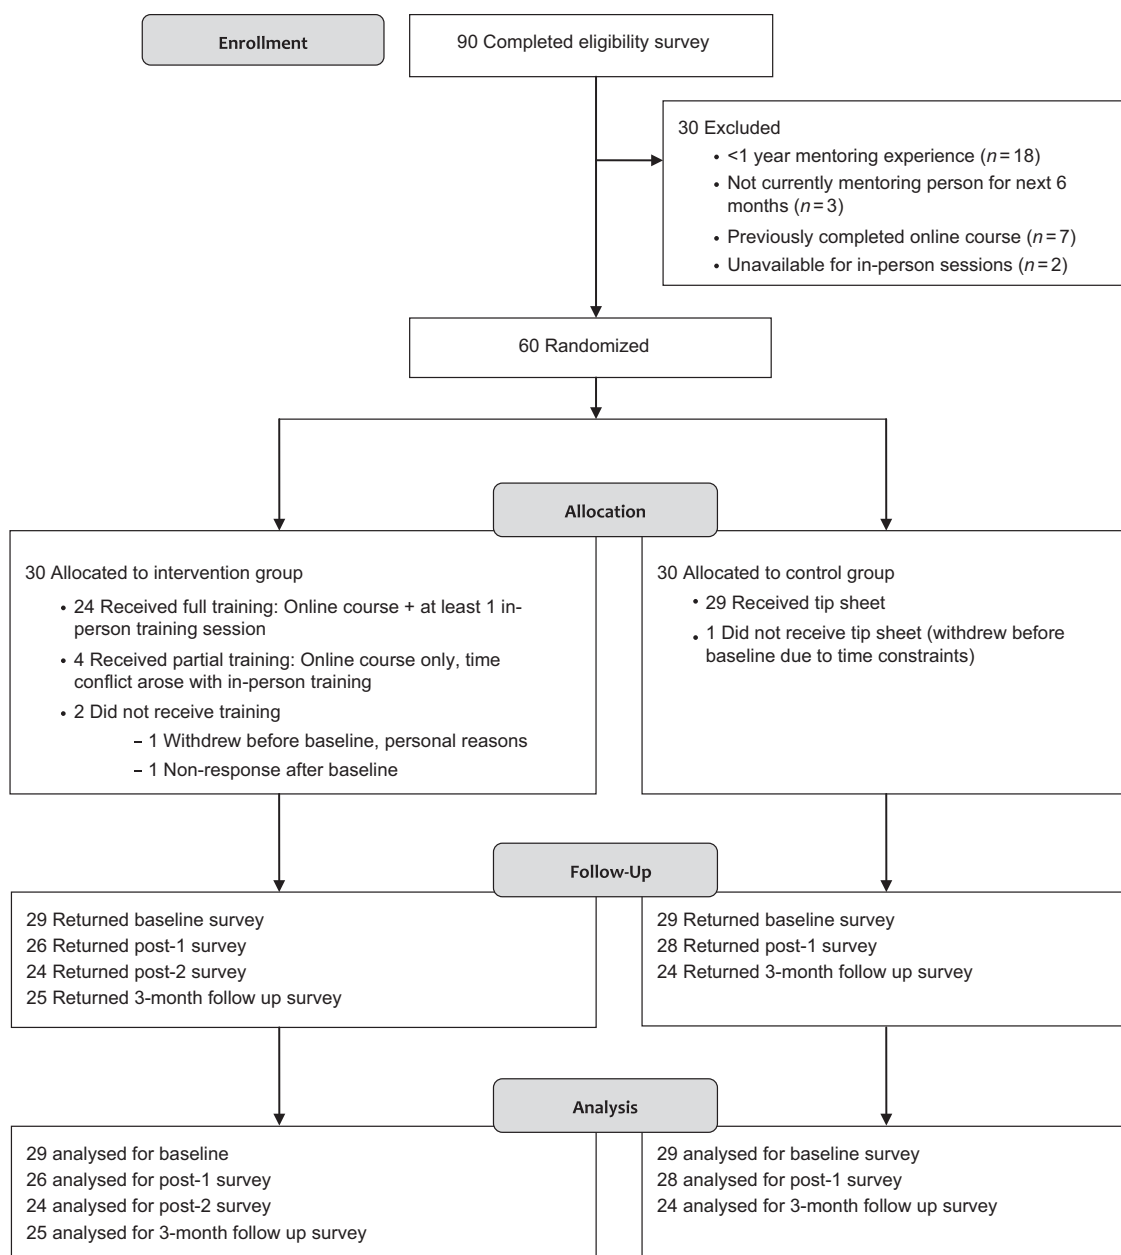 Enrollment
90 Completed eligibility survey
30 Excluded
• <1 year mentoring experience (n = 18)
• Not currently mentoring person for next 6
months (n = 3)
• Previously completed online course (n = 7)
• Unavailable for in-person sessions (n = 2)
60 Randomized
Allocation
30 Allocated to intervention group
• 24 Received full training: Online course + at least 1 in-
person training session
• 4 Received partial training: Online course only, time
conflict arose with in-person training
• 2 Did not receive training
– 1 Withdrew before baseline, personal reasons
– 1 Non-response after baseline
30 Allocated to control group
• 29 Received tip sheet
• 1 Did not receive tip sheet (withdrew before
baseline due to time constraints)
Follow-Up
29 Returned baseline survey
26 Returned post-1 survey
24 Returned post-2 survey
25 Returned 3-month follow up survey
29 Returned baseline survey
28 Returned post-1 survey
24 Returned 3-month follow up survey
Analysis
29 analysed for baseline
26 analysed for post-1 survey
24 analysed for post-2 survey
25 analysed for 3-month follow up survey
29 analysed for baseline survey
28 analysed for post-1 survey
24 analysed for 3-month follow up survey